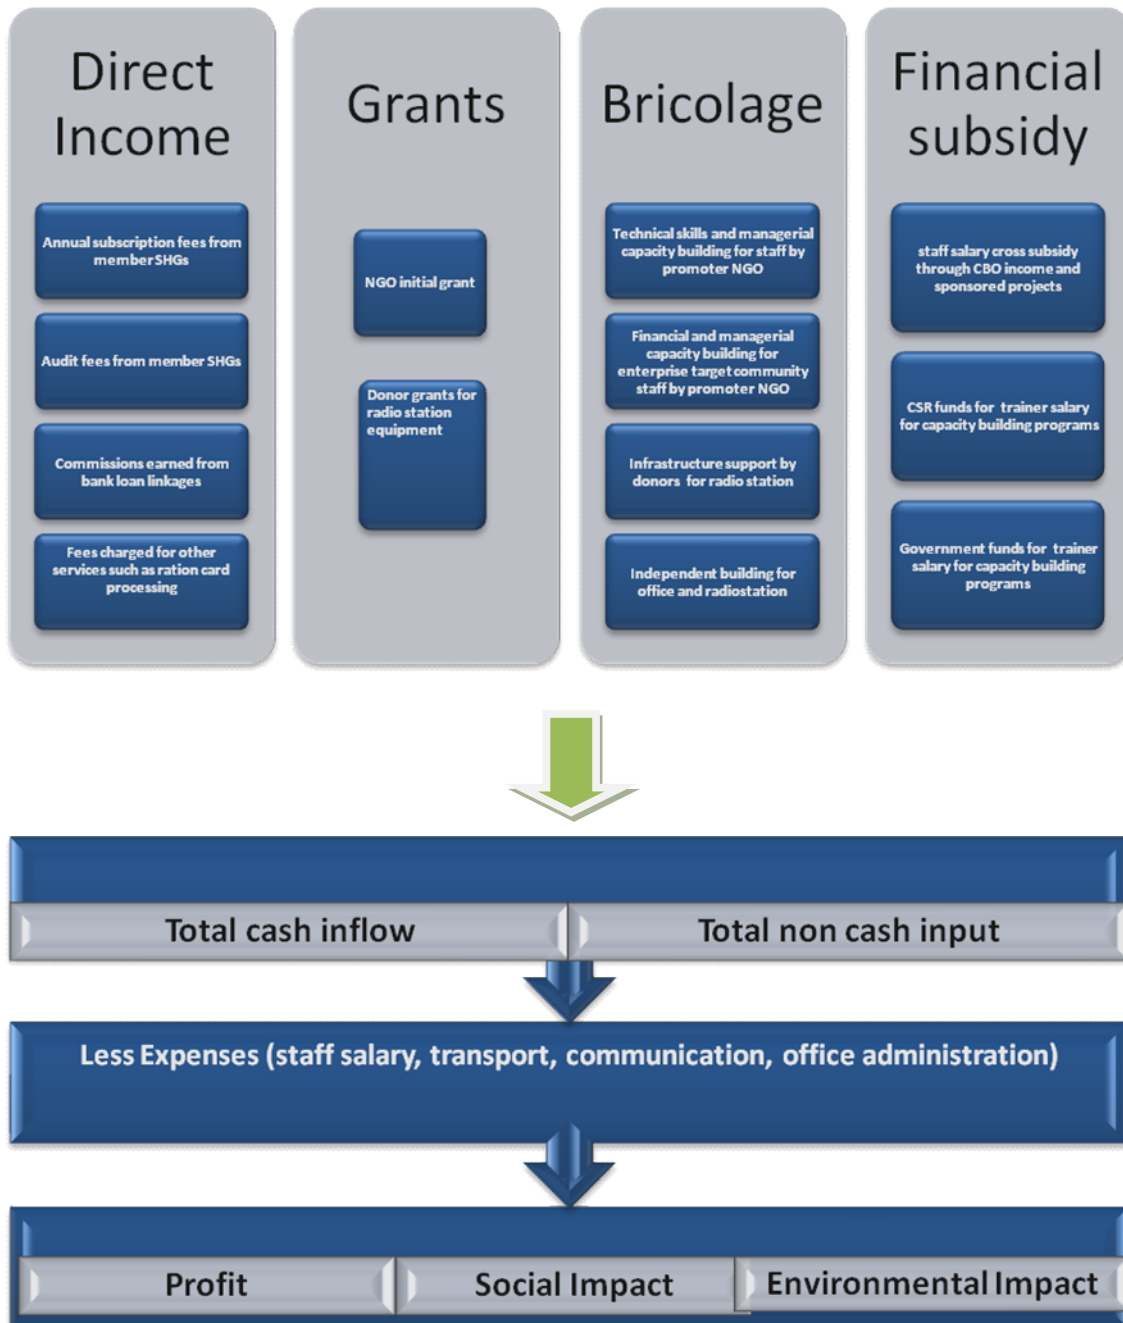 Direct
Income
Annual subscription fees from
member SHGs
Audit fees from member SHGs
Commissions earned from
bank loan linkages
Fees charged for other
services such as ration card
processing
Grants
NGO initial grant
Donor grants for
radio station
equipment
Bricolage
Technical skills and managerial
capacity building for staff by
promoter NGO
Financial and managerial
capacity building for
enterprise target community
staff by promoter NGO
Infrastructure support by
donors for radio station
Independent building for
office and radiostation
Financial
subsidy
staff salary cross subsidy
through CBO income and
sponsored projects
CSR funds for trainer salary
for capacity building programs
Government funds for trainer
salary for capacity building
programs
Total cash inflow
Total non cash input
Less Expenses (staff salary, transport, communication, office administration)
Profit
Social Impact
Environmental Impact